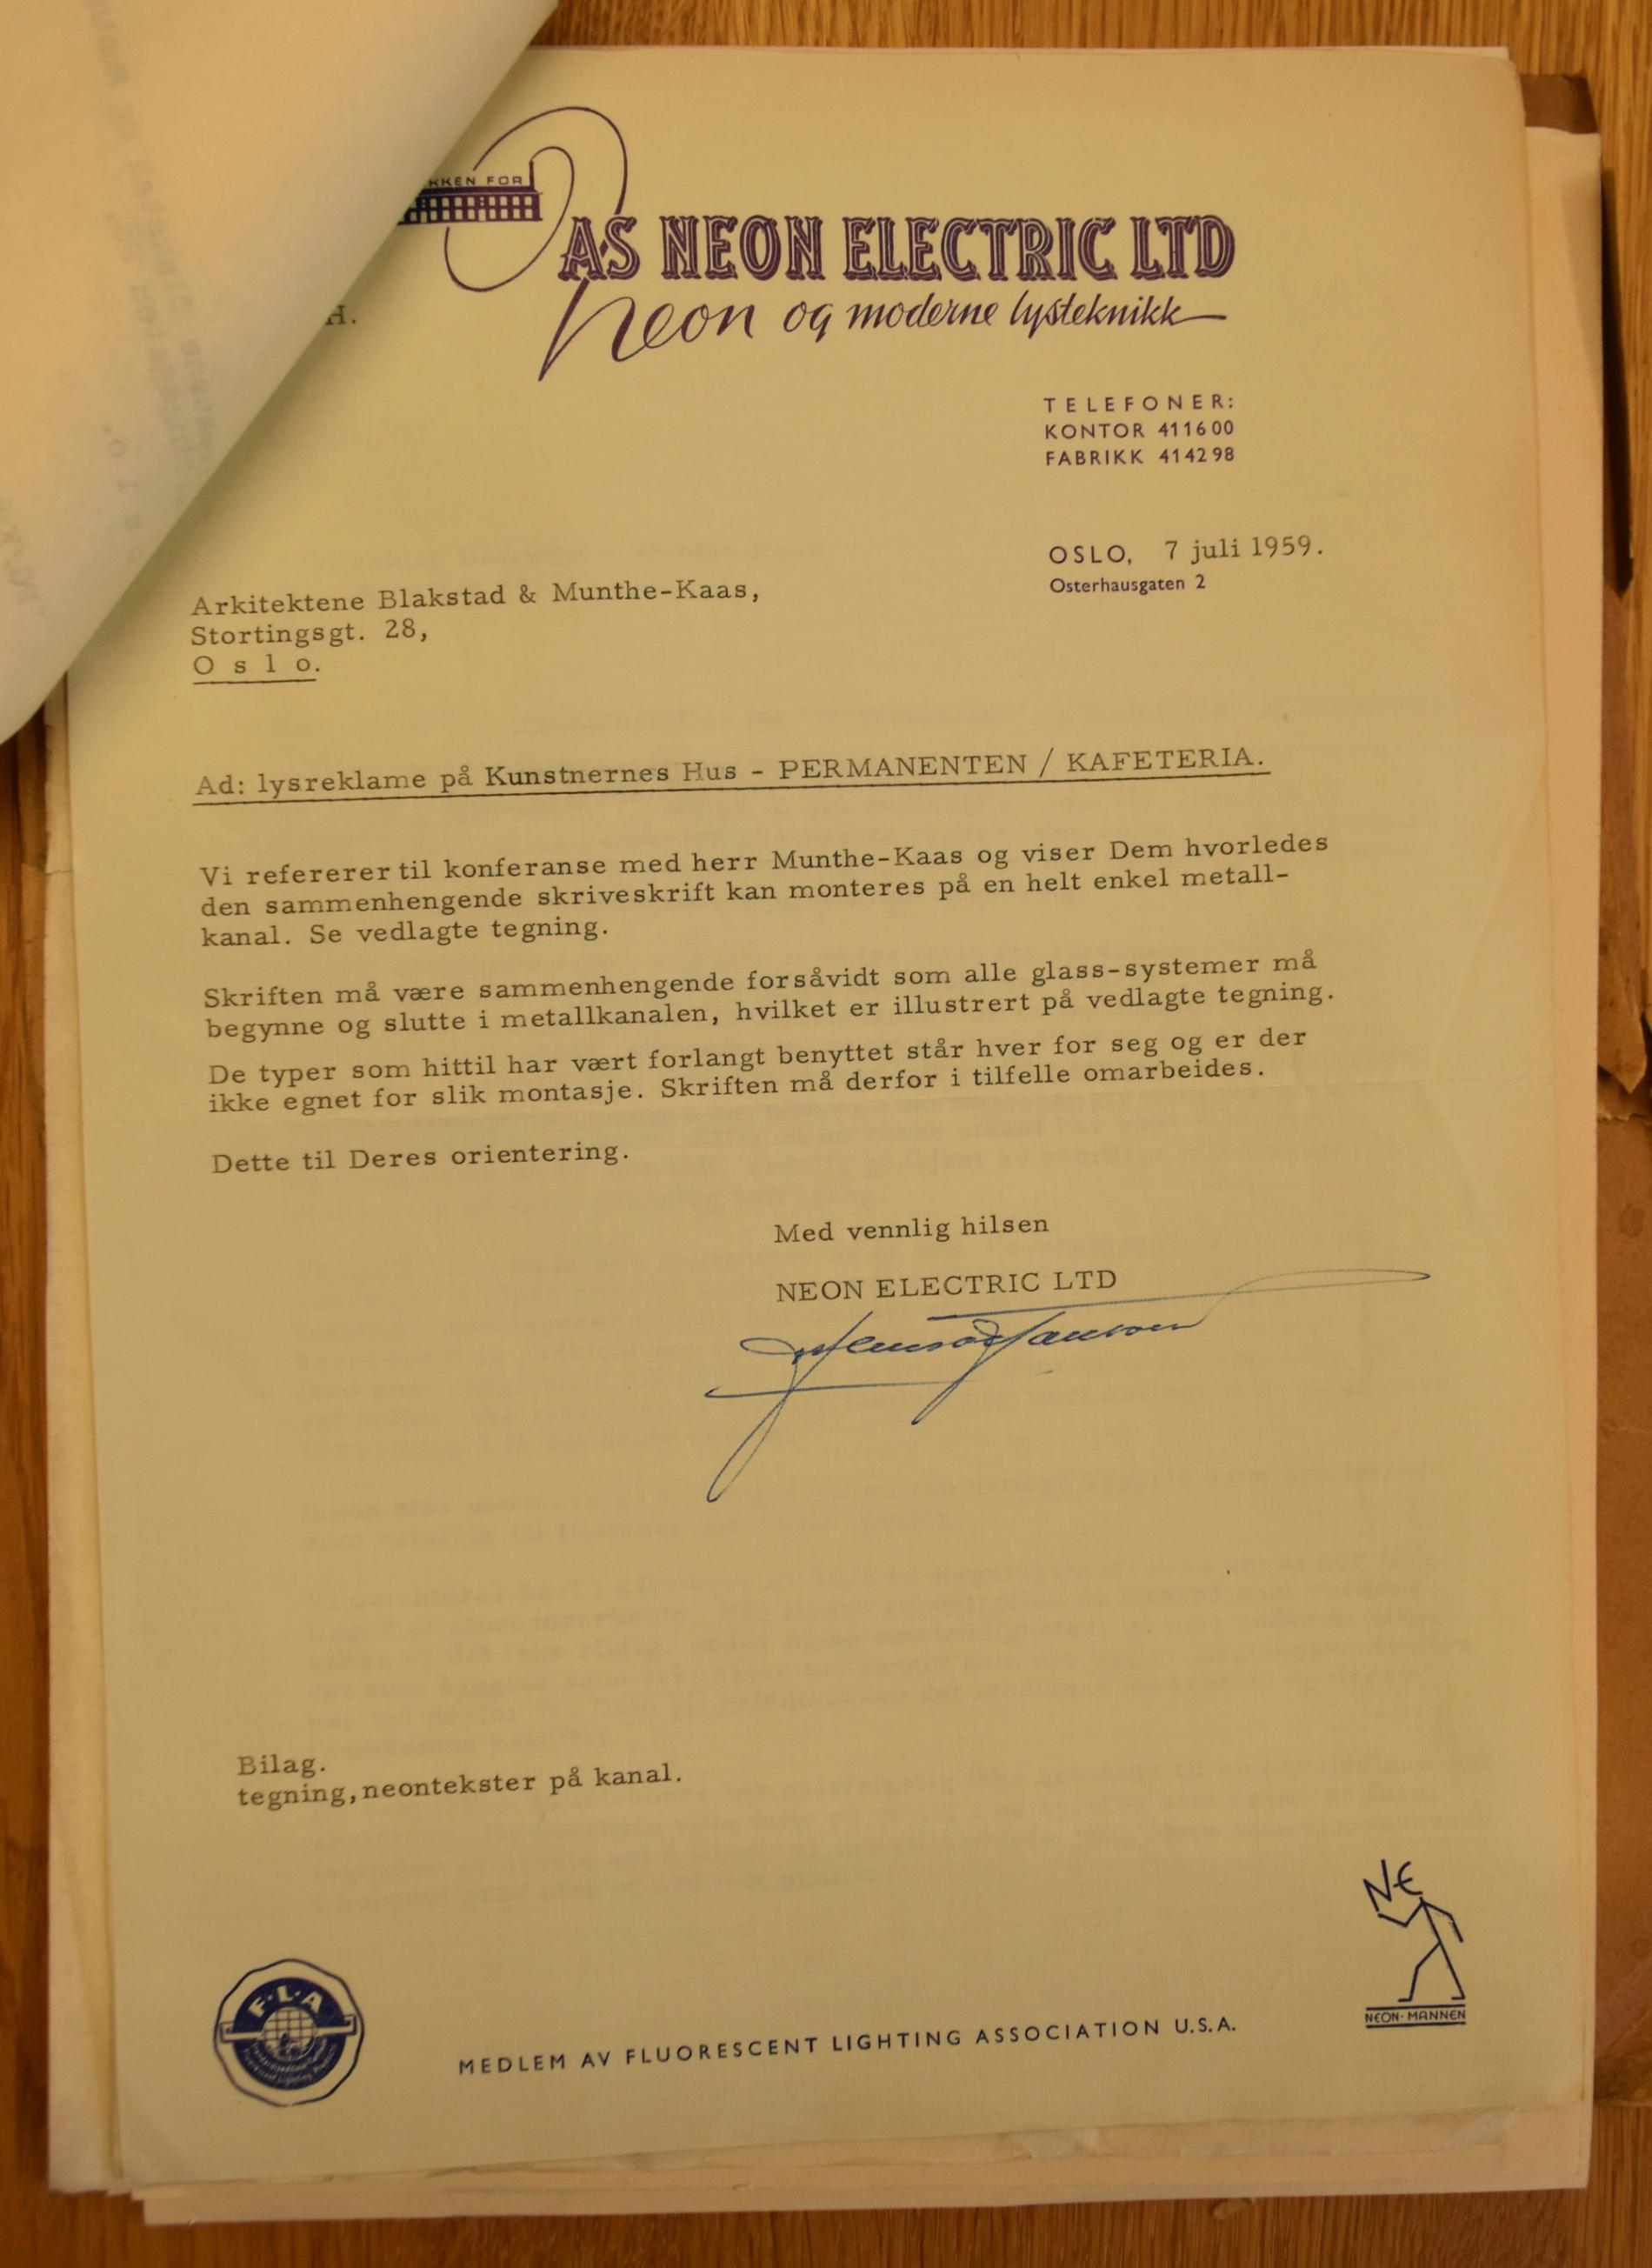 KKEN FOR
AS NEON ELECTRIC LTD
Neon og moderne lysteknikk
H.
TELEFONER:
KONTOR 411600
FABRIKK 414298
OSLO, 7 juli 1959.
Osterhausgaten 2
Arkitektene Blakstad & Munthe-Kaas,
Stortingsgt. 28,
O s l o.
Ad: lysreklame på Kunstnernes Hus - PERMANENTEN / KAFETERIA.
Vi refererer til konferanse med herr Munthe-Kaas og viser Dem hvorledes
den sammenhengende skriveskrift kan monteres på en helt enkel metall-
kanal. Se vedlagte tegning.
Skriften må være sammenhengende forsåvidt som alle glass-systemer må
begynne og slutte i metallkanalen, hvilket er illustrert på vedlagte tegning.
De typer som hittil har vært forlangt benyttet står hver for seg og er der
ikke egnet for slik montasje. Skriften må derfor i tilfelle omarbeides.
Dette til Deres orientering.
Med vennlig hilsen
NEON ELECTRIC LTD
Bilag.
tegning, neontekster på kanal.
NE
NEON-MANNEN
F·L·A
MEDLEM AV FLUORESCENT LIGHTING ASSOCIATION U.S.A.